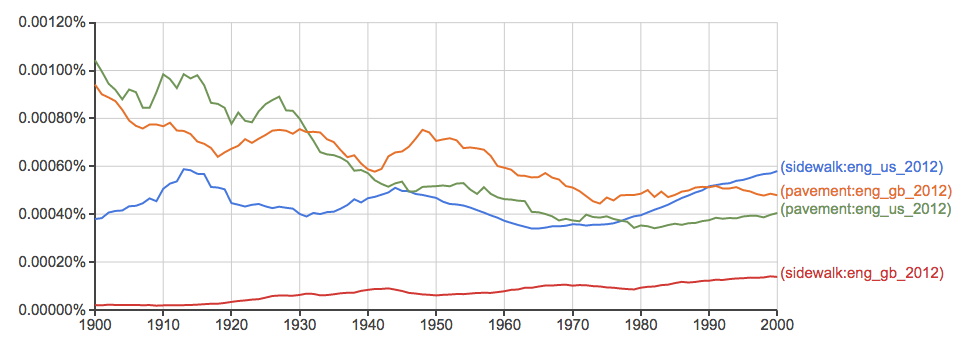 0.00120%
0.00100%
0.00080%
0.00060%
0.00040%
0.00020%
0.00000%
1900 1910 1920 1930 1940 1950 1960 1970 1980 1990 2000
(sidewalk:eng_us_2012)
(pavement:eng_gb_2012)
(pavement:eng_us_2012)
(sidewalk:eng_gb_2012)